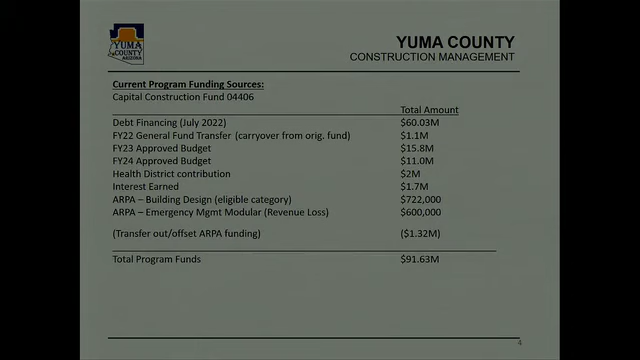 YUMA COUNTY ARIZONA
YUMA COUNTY
CONSTRUCTION MANAGEMENT
Current Program Funding Sources:
Capital Construction Fund 04406
Total Amount
Debt Financing (July 2022) $60.03M
FY22 General Fund Transfer (carryover from orig. fund) $1.1M
FY23 Approved Budget $15.8M
FY24 Approved Budget $11.0M
Health District contribution $2M
Interest Earned $1.7M
ARPA – Building Design (eligible category) $722,000
ARPA – Emergency Mgmt Modular (Revenue Loss) $600,000
(Transfer out/offset ARPA funding) ($1.32M)
Total Program Funds $91.63M
4